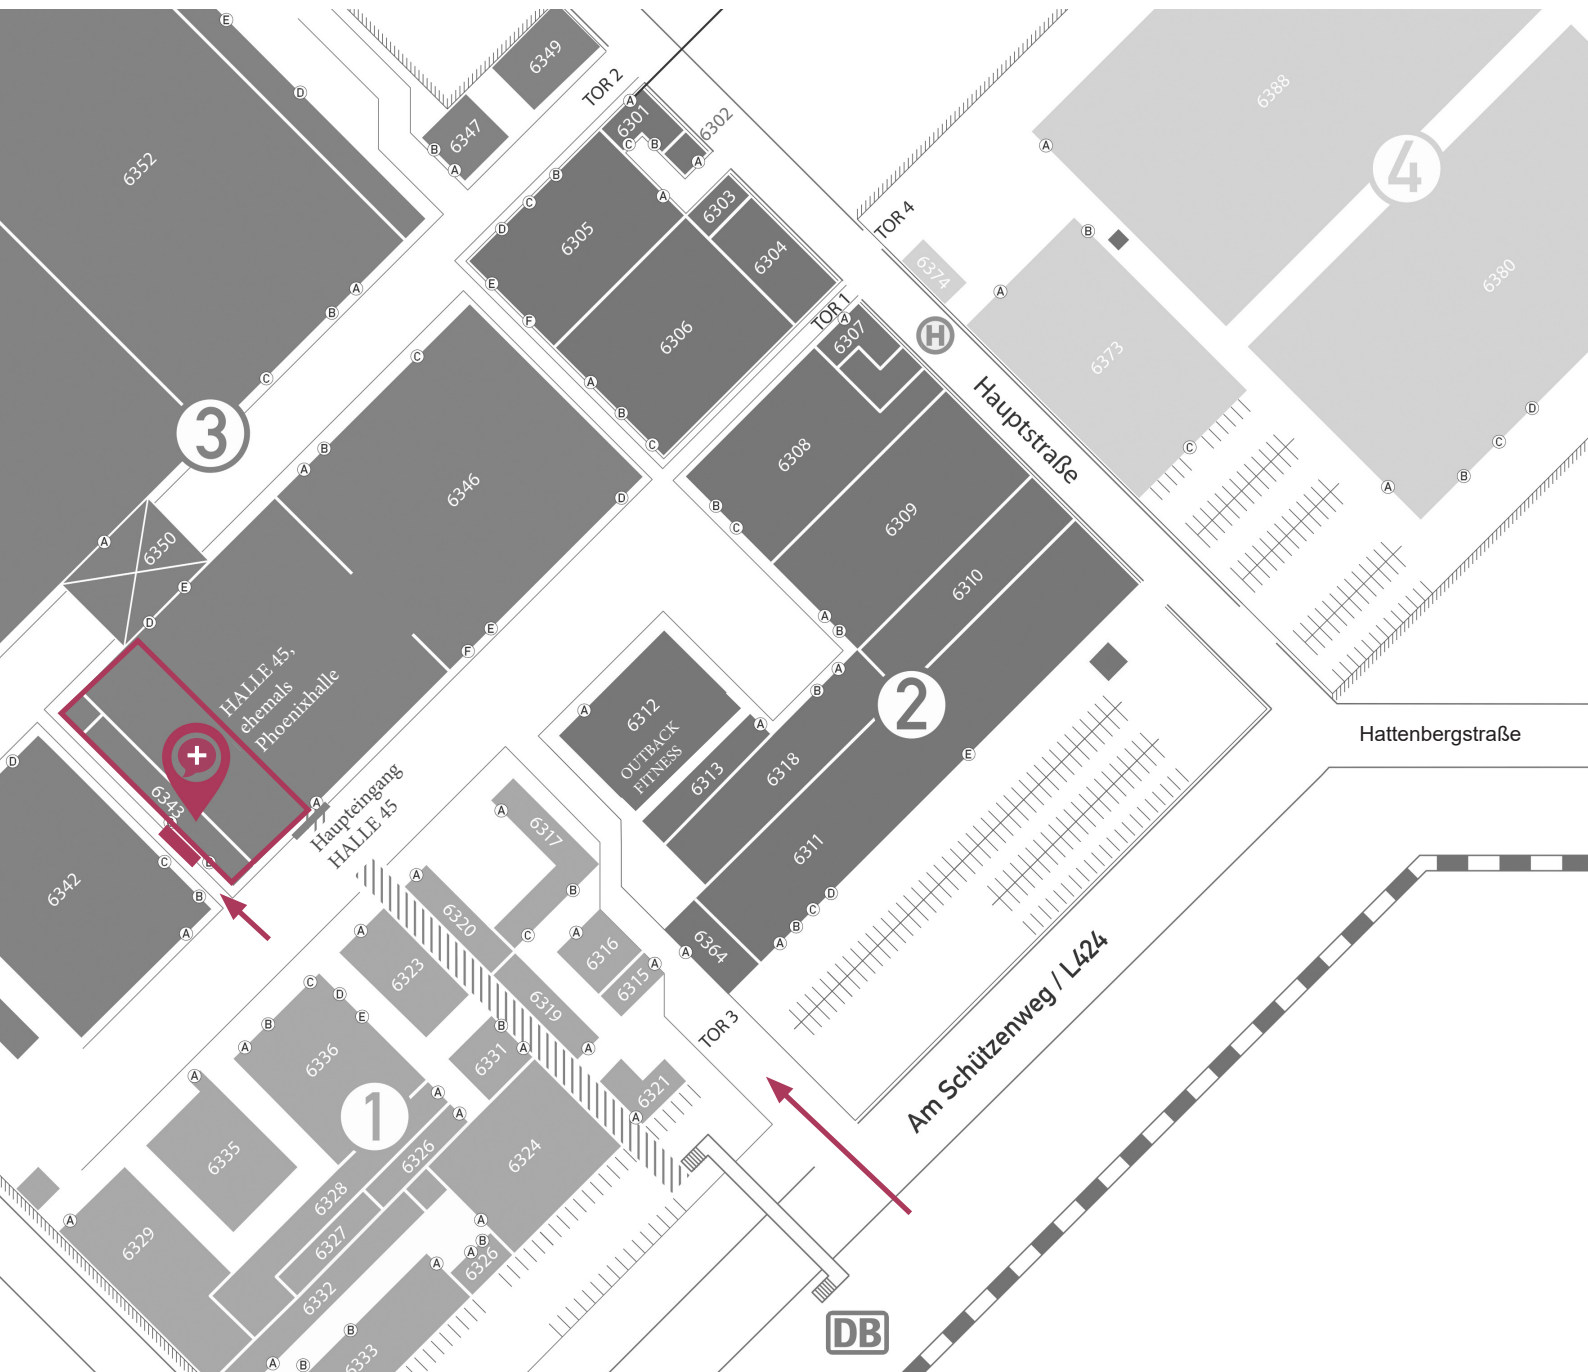 E
D
6352
6349
TOR 2
6347
B
A
A
6301
6302
C
B
A
B
C
D
A
6305
6303
6304
6306
E
F
A
B
C
TOR 4
6374
A
B
A
6388
4
6380
6373
C
D
C
B
A
H
TOR 1
A
6307
Hauptstraße
6308
6309
6310
B
C
A
B
A
B
A
B
C
3
C
B
A
6346
D
E
F
A
6350
E
D
HALLE 45,
ehemals
Phoenixhalle
6343
A
Haupteingang
HALLE 45
D
C
B
A
6342
A
6312
OUTBACK
FITNESS
A
6313
6318
6311
2
E
D
C
B
A
6364
A
Hattenbergstraße
A
6317
B
C
A
6320
6319
A
A
6316
6315
A
A
6323
C
D
E
B
A
6336
B
6331
A
TOR 3
6321
A
Am Schützenweg / L424
1
A
A
A
6335
6326
6324
6328
6327
6332
A
6329
A
B
A
6326
A
B
A
B
6333
DB